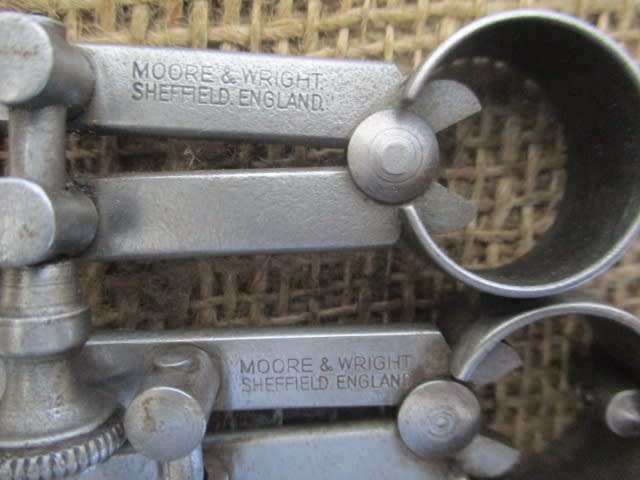 MOORE & WRIGHT
SHEFFIELD. ENGLAND.
MOORE & WRIGHT
SHEFFIELD. ENGLAND